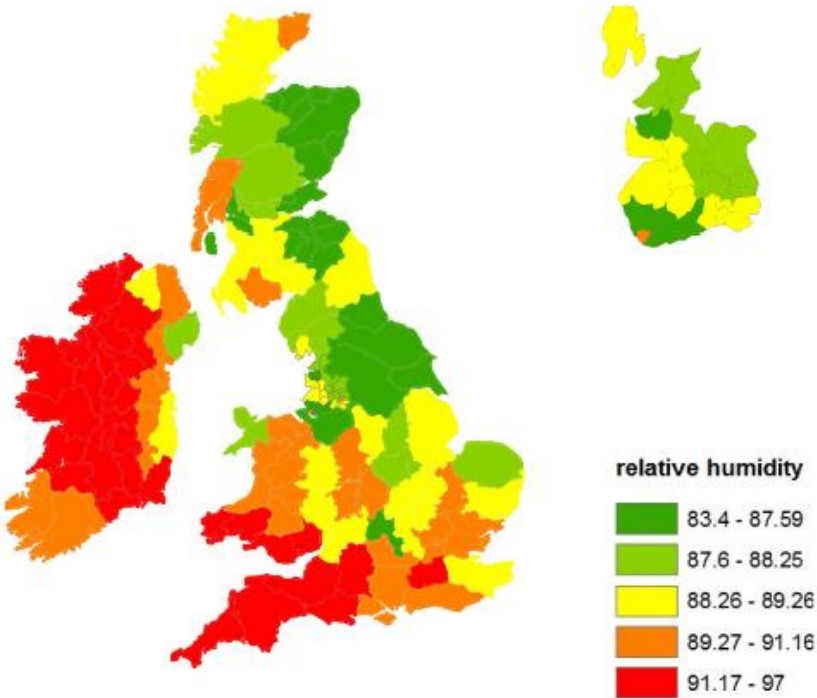 relative humidity
83.4 - 87.59
87.6 - 88.25
88.26 - 89.26
89.27 - 91.16
91.17 - 97